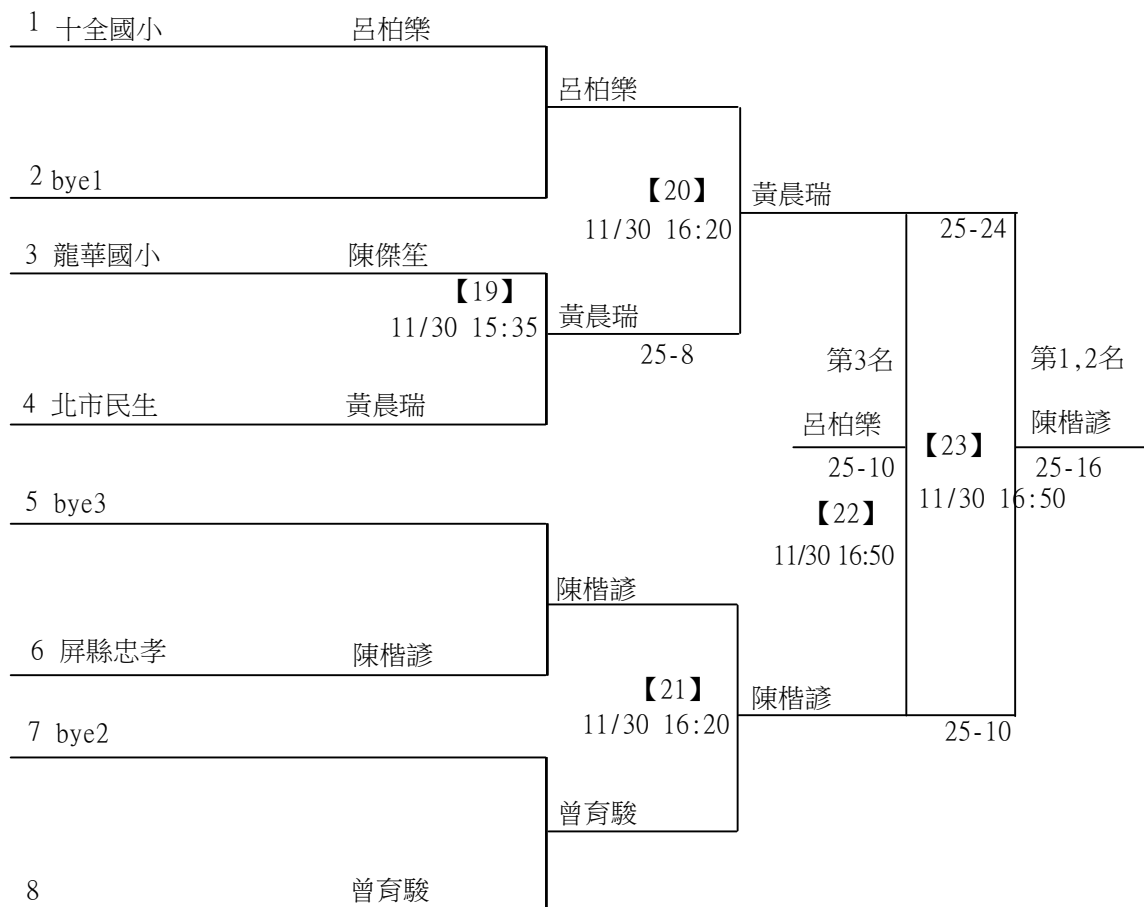 1 十全國小 呂柏樂
呂柏樂
2 bye1
【20】 黃晨瑞
11/30 16:20 25-24
3 龍華國小 陳傑笙
【19】 黃晨瑞
11/30 15:35
25-8 第3名 第1,2名
4 北市民生 黃晨瑞
呂柏樂 【23】 陳楷諺
25-10 25-16
5 bye3 11/30 16:50
【22】
11/30 16:50
陳楷諺
6 屏縣忠孝 陳楷諺
【21】 陳楷諺
7 bye2 11/30 16:20 25-10
曾育駿
8 曾育駿